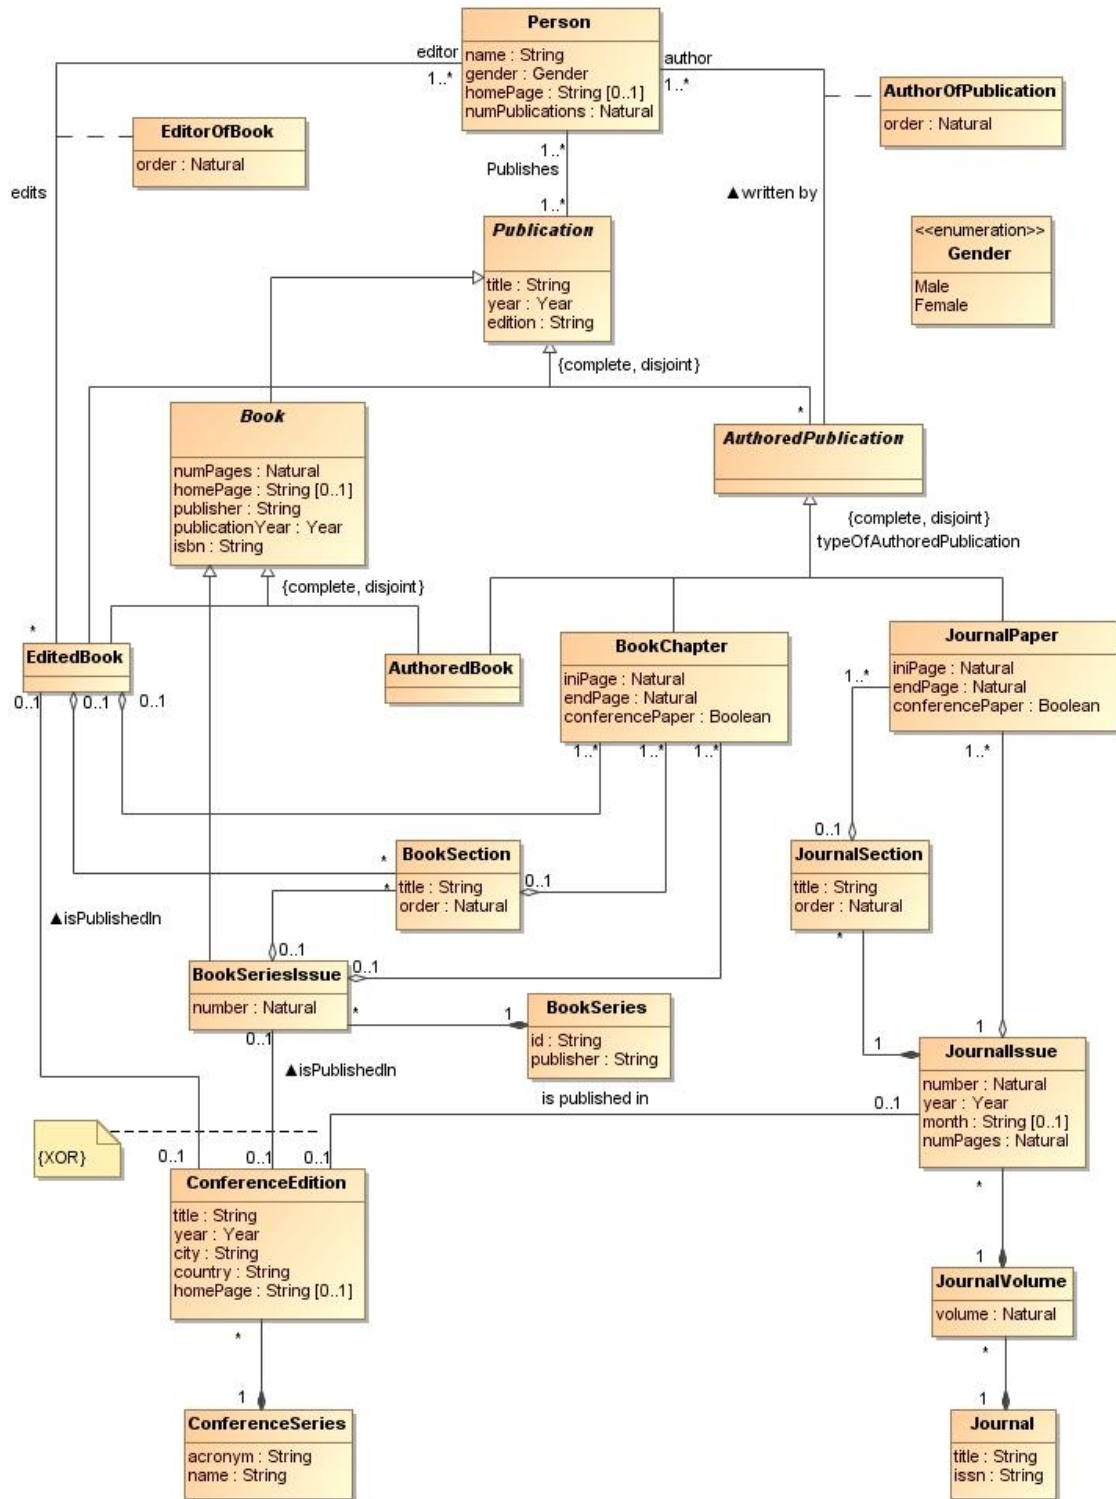 Person
name : String
gender : Gender
homePage : String [0..1]
numPublications : Natural
editor
1..*
author
1..*
AuthorOfPublication
order : Natural
EditorOfBook
order : Natural
1..*
Publishes
1..*
edits
▲written by
Publication
title : String
year : Year
edition : String
<<enumeration>>
Gender
Male
Female
{complete, disjoint}
*
Book
numPages : Natural
homePage : String [0..1]
publisher : String
publicationYear : Year
isbn : String
AuthoredPublication
{complete, disjoint}
typeOfAuthoredPublication
{complete, disjoint}
*
EditedBook
0..1
0..1
0..1
AuthoredBook
BookChapter
iniPage : Natural
endPage : Natural
conferencePaper : Boolean
1..*
1..*
1..*
JournalPaper
iniPage : Natural
endPage : Natural
conferencePaper : Boolean
1..*
1..*
BookSection
title : String
order : Natural
*
*
0..1
0..1
JournalSection
title : String
order : Natural
*
▲isPublishedIn
0..1
0..1
BookSeriesIssue
number : Natural
*
0..1
1
BookSeries
id : String
publisher : String
▲isPublishedIn
1
1
JournalIssue
number : Natural
year : Year
month : String [0..1]
numPages : Natural
is published in
0..1
*
{XOR}
0..1
0..1
0..1
ConferenceEdition
title : String
year : Year
city : String
country : String
homePage : String [0..1]
*
1
JournalVolume
volume : Natural
*
1
ConferenceSeries
acronym : String
name : String
1
Journal
title : String
issn : String